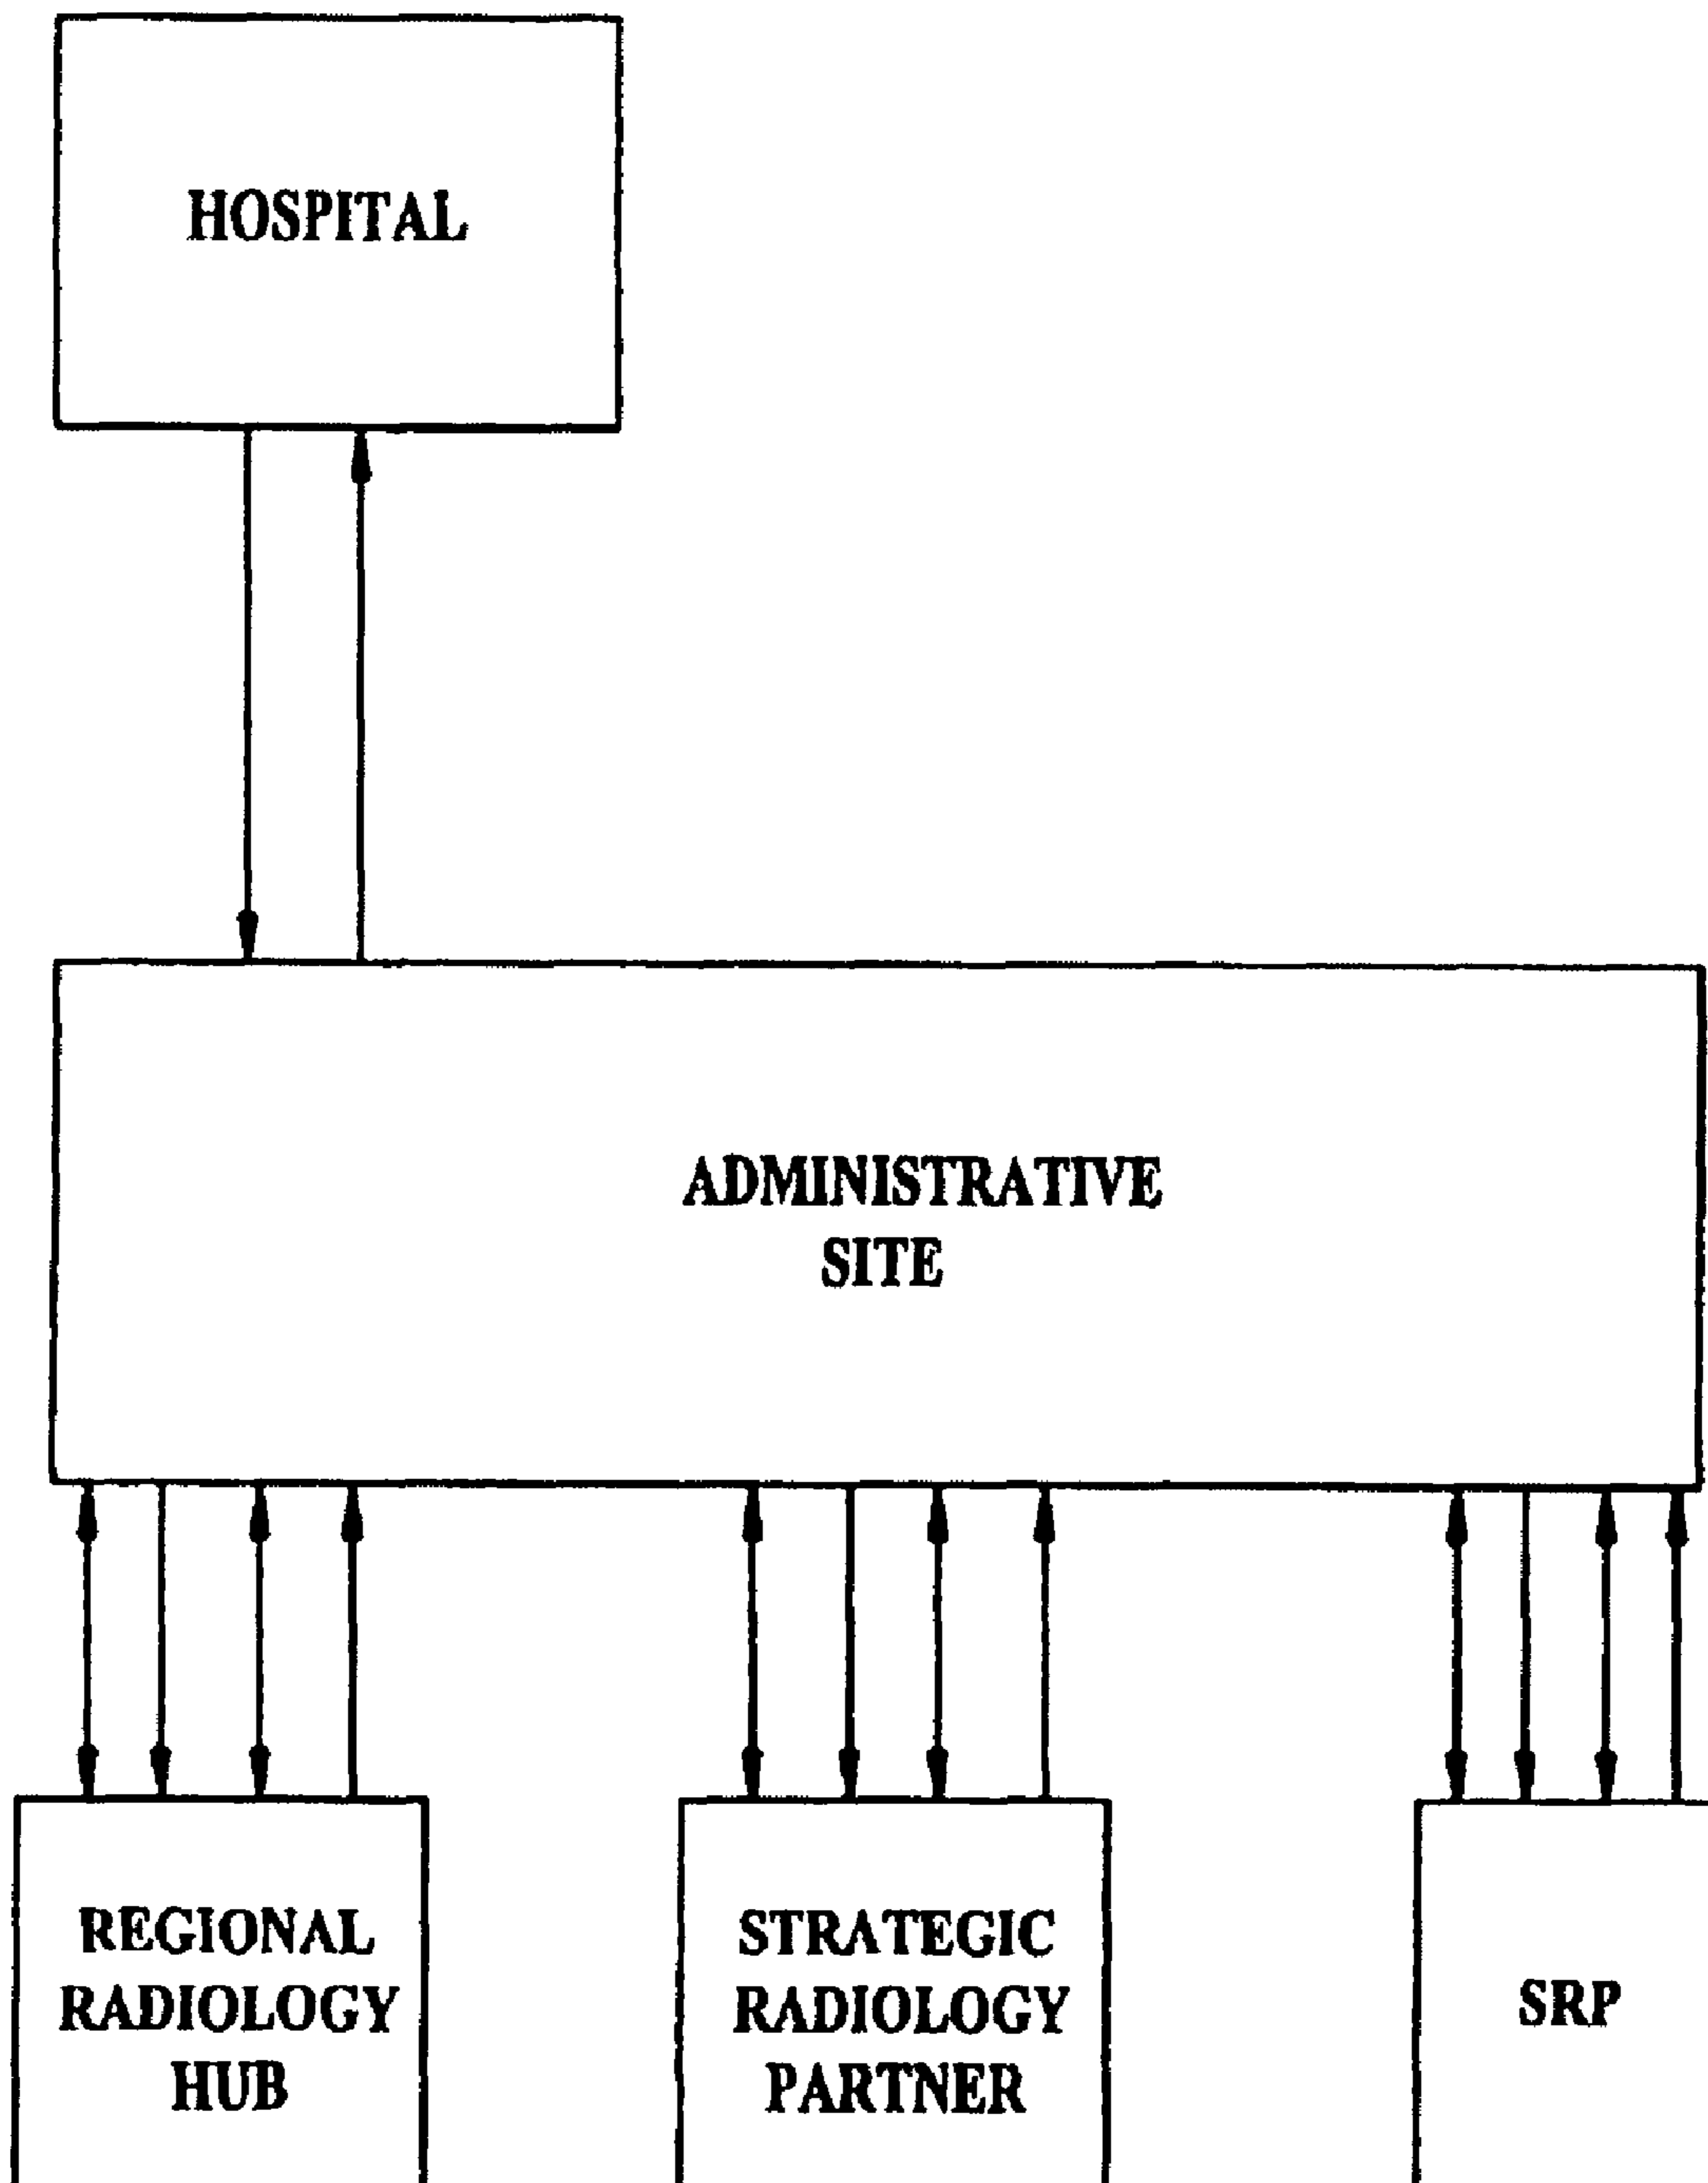 HOSPITAL
ADMINISTRATIVE
SITE
REGIONAL
RADIOLOGY
HUB
STRATEGIC
RADIOLOGY
PARTNER
SRP